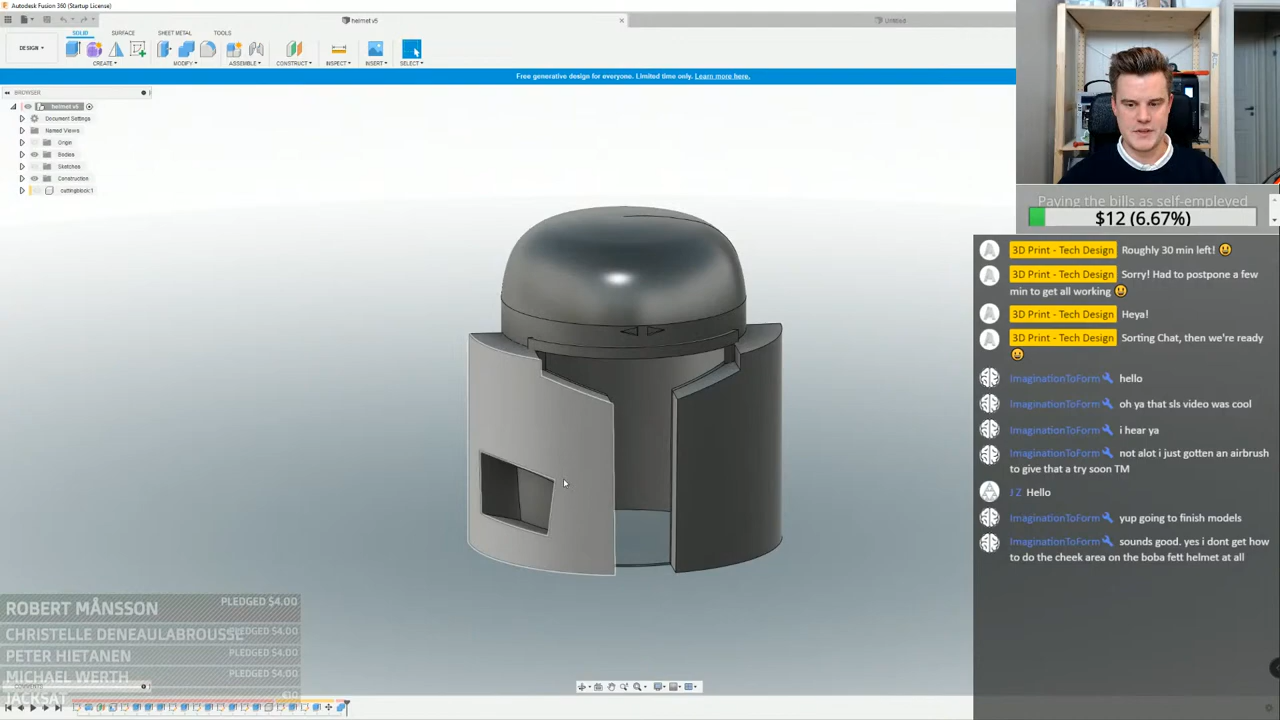 Autodesk Fusion 360 (Startup License)
helmet v5
Untitled
DESIGN
SOLID
SURFACE
SHEET METAL
TOOLS
CREATE
MODIFY
ASSEMBLE
CONSTRUCT
INSPECT
INSERT
SELECT
Free generative design for everyone. Limited time only. Learn more here.
BROWSER
helmet v5
Document Settings
Named Views
Origin
Bodies
Sketches
Construction
cuttingblock:1
Paying the bills as self-employed
$12 (6.67%)
3D Print - Tech Design Roughly 30 min left!
3D Print - Tech Design Sorry! Had to postpone a few
min to get all working
3D Print - Tech Design Heya!
3D Print - Tech Design Sorting Chat, then we're ready
ImaginationToForm hello
ImaginationToForm oh ya that sls video was cool
ImaginationToForm i hear ya
ImaginationToForm not alot i just gotten an airbrush
to give that a try soon TM
J Z Hello
ImaginationToForm yup going to finish models
ImaginationToForm sounds good. yes i dont get how
to do the cheek area on the boba fett helmet at all
ROBERT MÅNSSON PLEDGED $4.00
CHRISTELLE DENEAULABROUSSE PLEDGED $4.00
PETER HIETANEN PLEDGED $4.00
MICHAEL WERTH PLEDGED $4.00
COMMENTS
JACKSAT